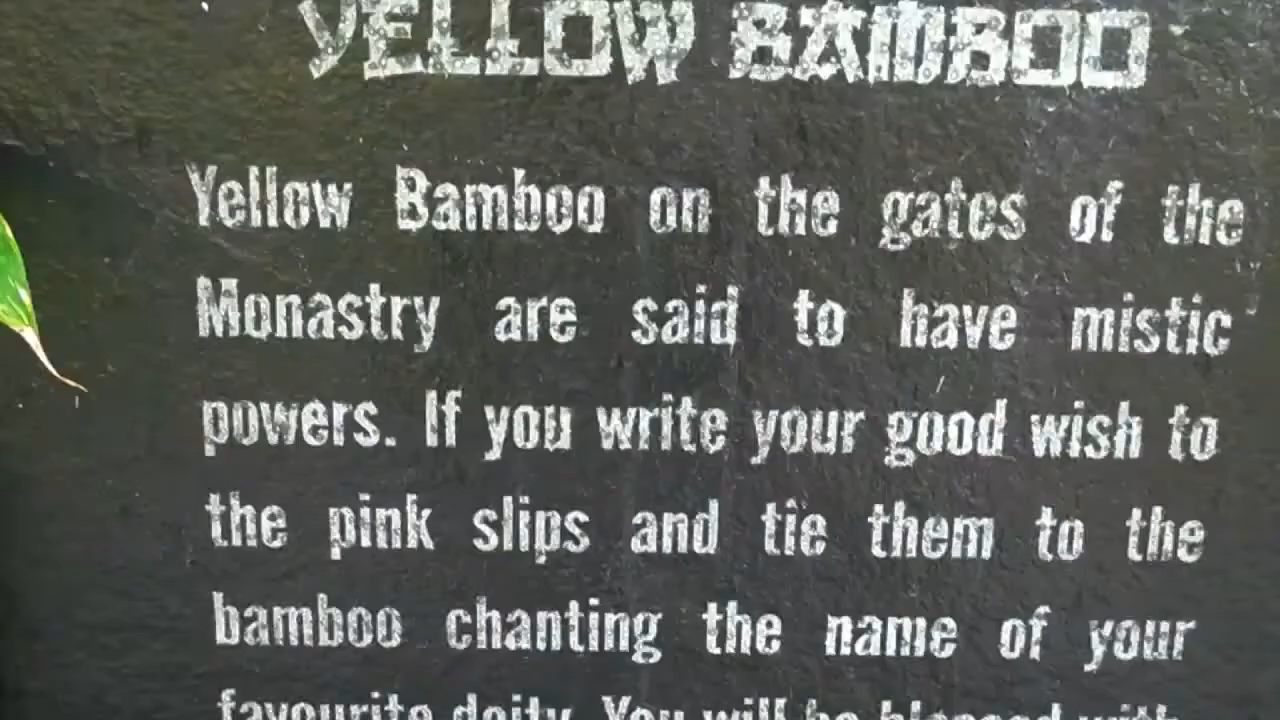 YELLOW BAMBOO
Yellow Bamboo on the gates of the
Monastry are said to have mistic
powers. If you write your good wish to
the pink slips and tie them to the
bamboo chanting the name of your
favourite deity. You will be blessed with